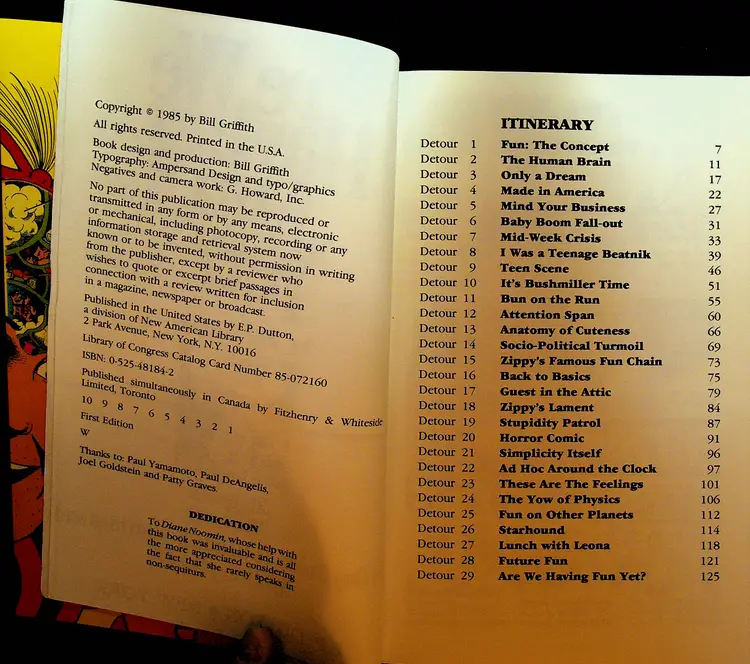 Copyright © 1985 by Bill Griffith
All rights reserved. Printed in the U.S.A.
Book design and production: Bill Griffith
Typography: Ampersand Design and typo/graphics
Negatives and camera work: G. Howard, Inc.
No part of this publication may be reproduced or
transmitted in any form or by any means, electronic
or mechanical, including photocopy, recording or any
information storage and retrieval system now
known or to be invented, without permission in writing
from the publisher, except by a reviewer who
wishes to quote or excerpt brief passages in
connection with a review written for inclusion
in a magazine, newspaper or broadcast.
Published in the United States by E.P. Dutton,
a division of New American Library
2 Park Avenue, New York, N.Y. 10016
Library of Congress Catalog Card Number 85-072160
ISBN: 0-525-48184-2
Published simultaneously in Canada by Fitzhenry & Whiteside
Limited, Toronto
10 9 8 7 6 5 4 3 2 1
First Edition
W
Thanks to: Paul Yamamoto, Paul DeAngelis,
Joel Goldstein and Patty Graves.
DEDICATION
To Diane Noomin, whose help with
this book was invaluable and is all
the more appreciated considering
the fact that she rarely speaks in
non-sequiturs.
ITINERARY
Detour 1 Fun: The Concept 7
Detour 2 The Human Brain 11
Detour 3 Only a Dream 17
Detour 4 Made in America 22
Detour 5 Mind Your Business 27
Detour 6 Baby Boom Fall-out 31
Detour 7 Mid-Week Crisis 33
Detour 8 I Was a Teenage Beatnik 39
Detour 9 Teen Scene 46
Detour 10 It's Bushmiller Time 51
Detour 11 Bun on the Run 55
Detour 12 Attention Span 60
Detour 13 Anatomy of Cuteness 66
Detour 14 Socio-Political Turmoil 69
Detour 15 Zippy's Famous Fun Chain 73
Detour 16 Back to Basics 75
Detour 17 Guest in the Attic 79
Detour 18 Zippy's Lament 84
Detour 19 Stupidity Patrol 87
Detour 20 Horror Comic 91
Detour 21 Simplicity Itself 96
Detour 22 Ad Hoc Around the Clock 97
Detour 23 These Are The Feelings 101
Detour 24 The Yow of Physics 106
Detour 25 Fun on Other Planets 112
Detour 26 Starhound 114
Detour 27 Lunch with Leona 118
Detour 28 Future Fun 121
Detour 29 Are We Having Fun Yet? 125